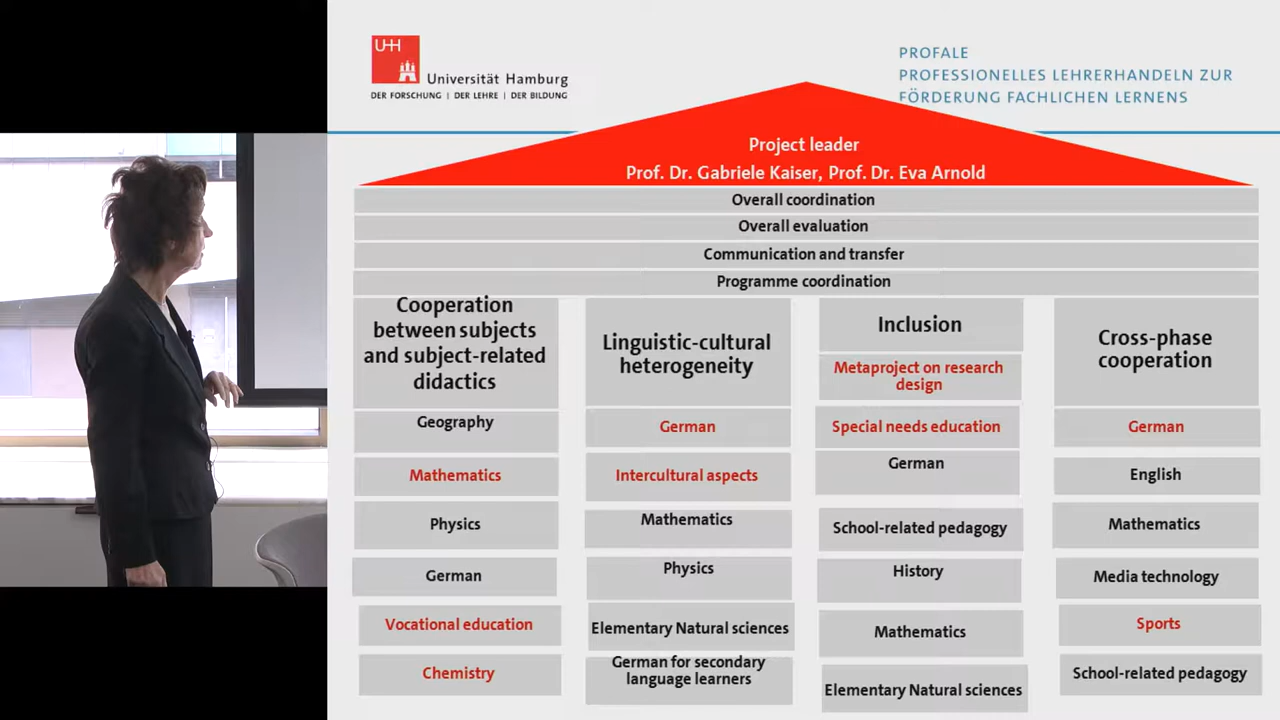 UHH
Universität Hamburg
DER FORSCHUNG | DER LEHRE | DER BILDUNG
PROFALE
PROFESSIONELLES LEHRERHANDELN ZUR
FÖRDERUNG FACHLICHEN LERNENS
Project leader
Prof. Dr. Gabriele Kaiser, Prof. Dr. Eva Arnold
Overall coordination
Overall evaluation
Communication and transfer
Programme coordination
Cooperation
between subjects
and subject-related
didactics
Geography
Mathematics
Physics
German
Vocational education
Chemistry
Linguistic-cultural
heterogeneity
German
Intercultural aspects
Mathematics
Physics
Elementary Natural sciences
German for secondary
language learners
Inclusion
Metaproject on research
design
Special needs education
German
School-related pedagogy
History
Mathematics
Elementary Natural sciences
Cross-phase
cooperation
German
English
Mathematics
Media technology
Sports
School-related pedagogy